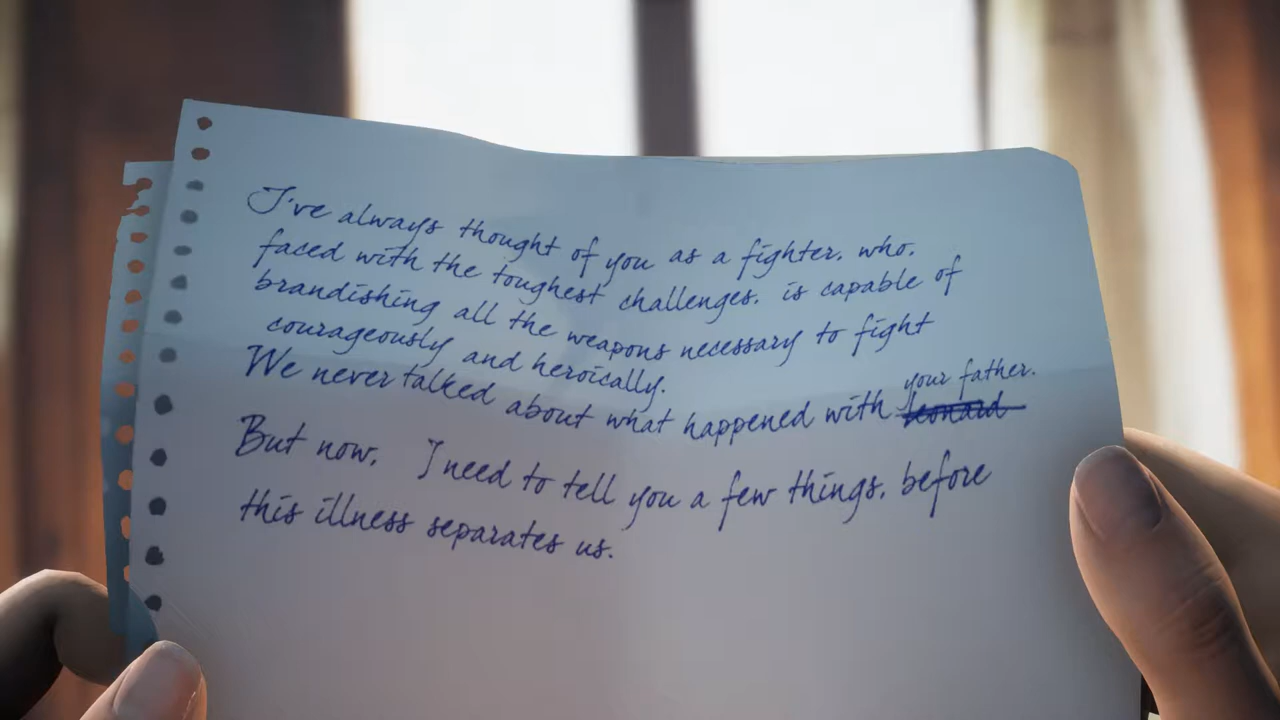 I've always thought of you as a fighter. who.
faced with the toughest challenges. is capable of
brandishing all the weapons necessary to fight
courageously and heroically.
We never talked about what happened with leonard your father.
But now. I need to tell you a few things. before
this illness separates us.